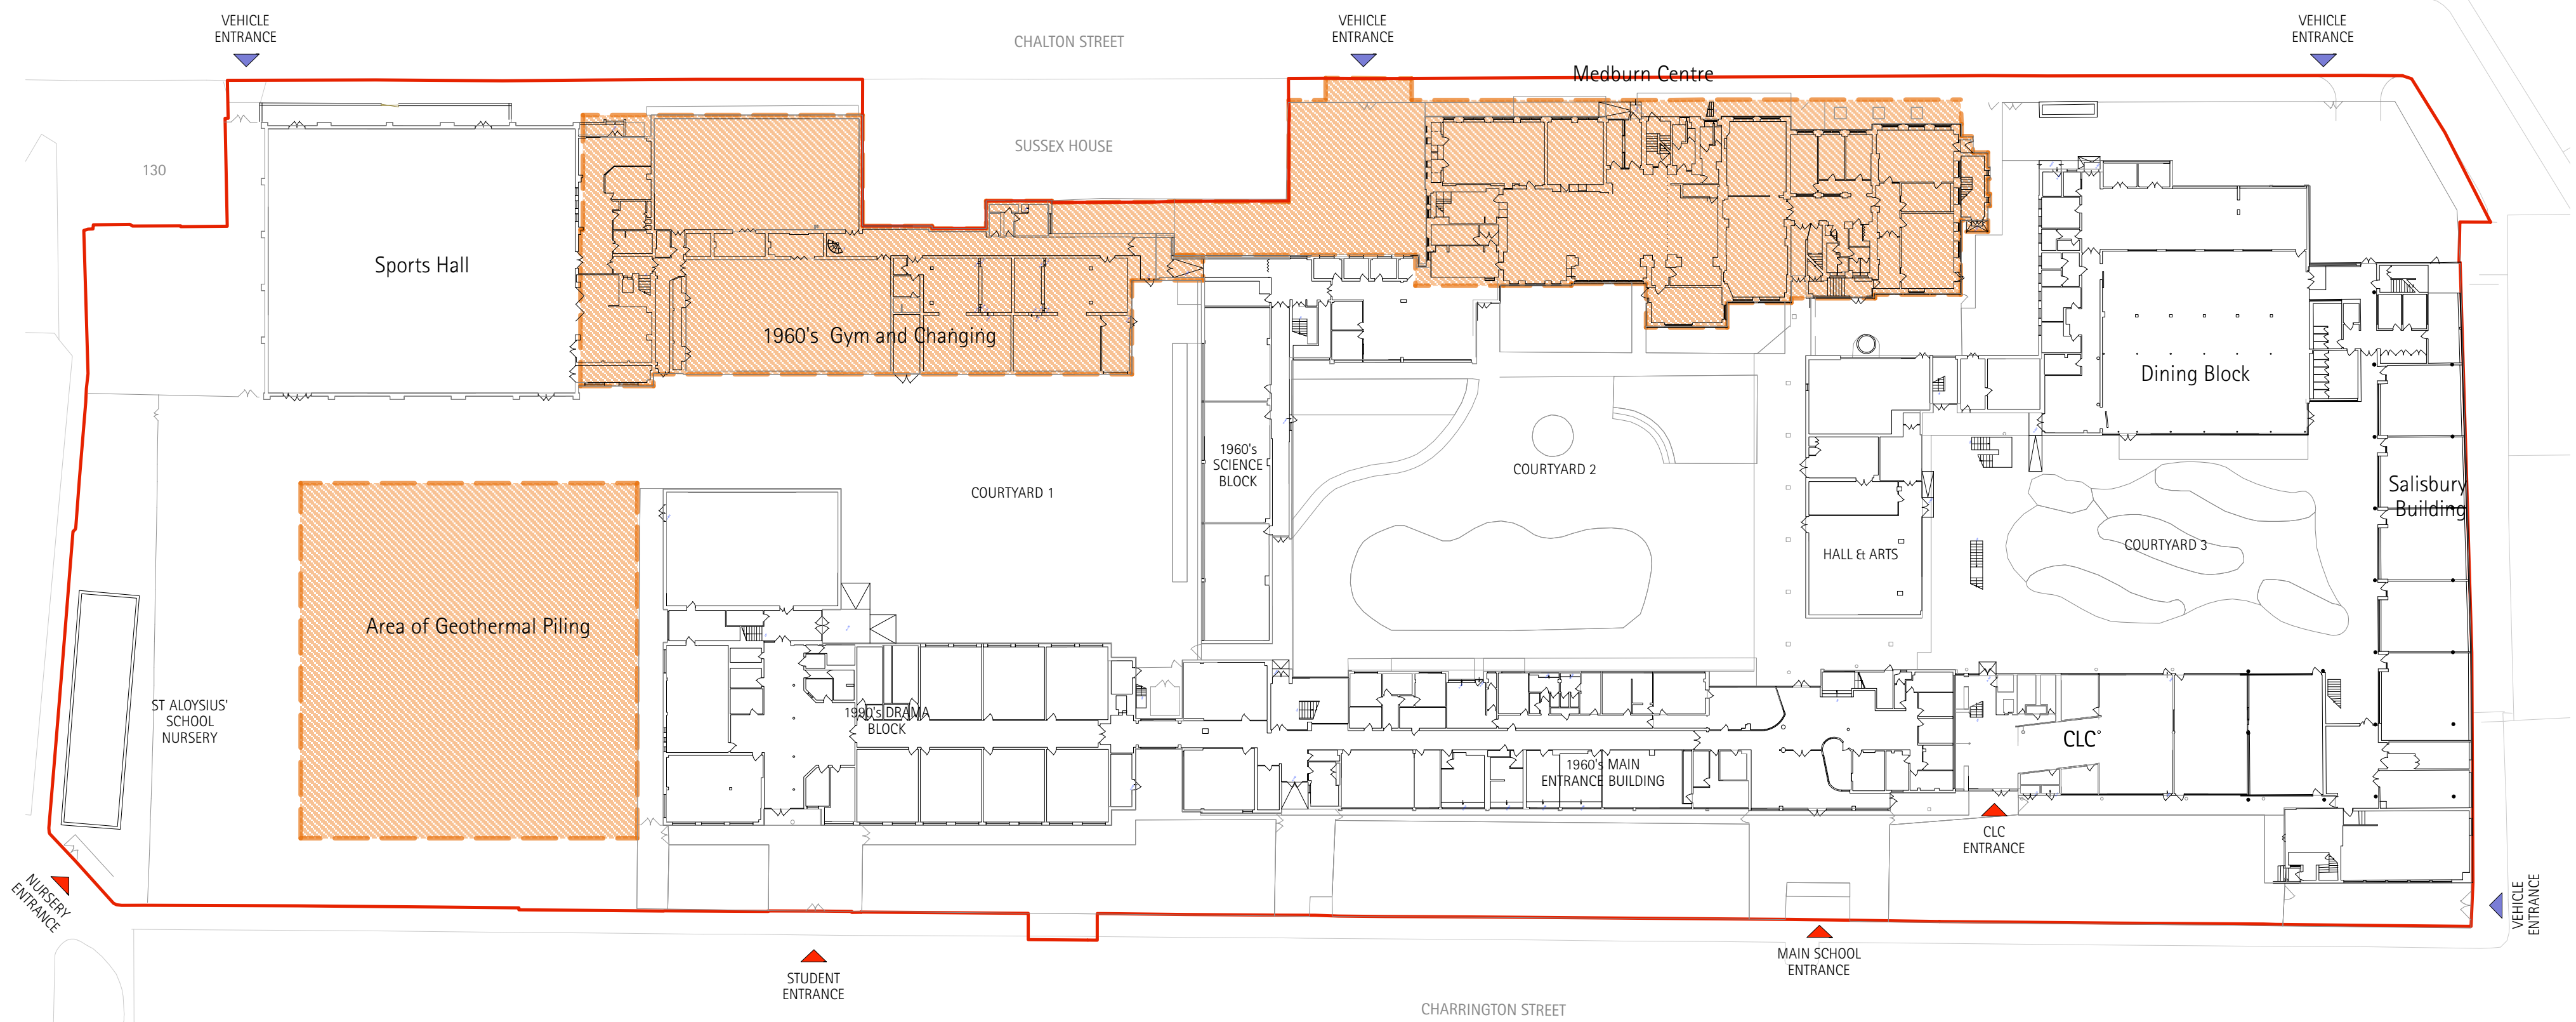 VEHICLE
ENTRANCE
CHALTON STREET
VEHICLE
ENTRANCE
VEHICLE
ENTRANCE
Medburn Centre
130
SUSSEX HOUSE
Sports Hall
1960's Gym and Changing
Dining Block
1960's
SCIENCE
BLOCK
COURTYARD 1
COURTYARD 2
Salisbury
Building
HALL & ARTS
COURTYARD 3
Area of Geothermal Piling
ST ALOYSIUS'
SCHOOL
NURSERY
1990's DRAMA
BLOCK
1960's MAIN
ENTRANCE BUILDING
CLC
CLC
ENTRANCE
NURSERY
ENTRANCE
VEHICLE
ENTRANCE
STUDENT
ENTRANCE
MAIN SCHOOL
ENTRANCE
CHARRINGTON STREET